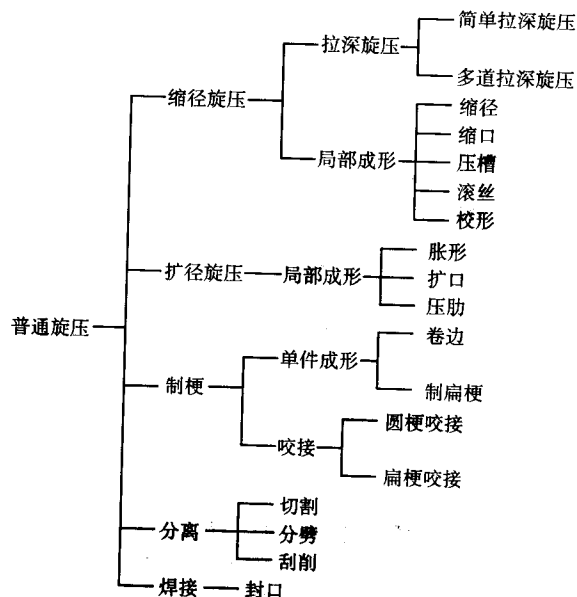 简单拉深旋压
拉深旋压
多道拉深旋压
缩径旋压
缩径
缩口
局部成形
压槽
滚丝
校形
胀形
扩径旋压
局部成形
扩口
压肋
普通旋压
卷边
单件成形
制梗
制扁梗
圆梗咬接
咬接
扁梗咬接
切割
分离
分劈
刮削
焊接
封口